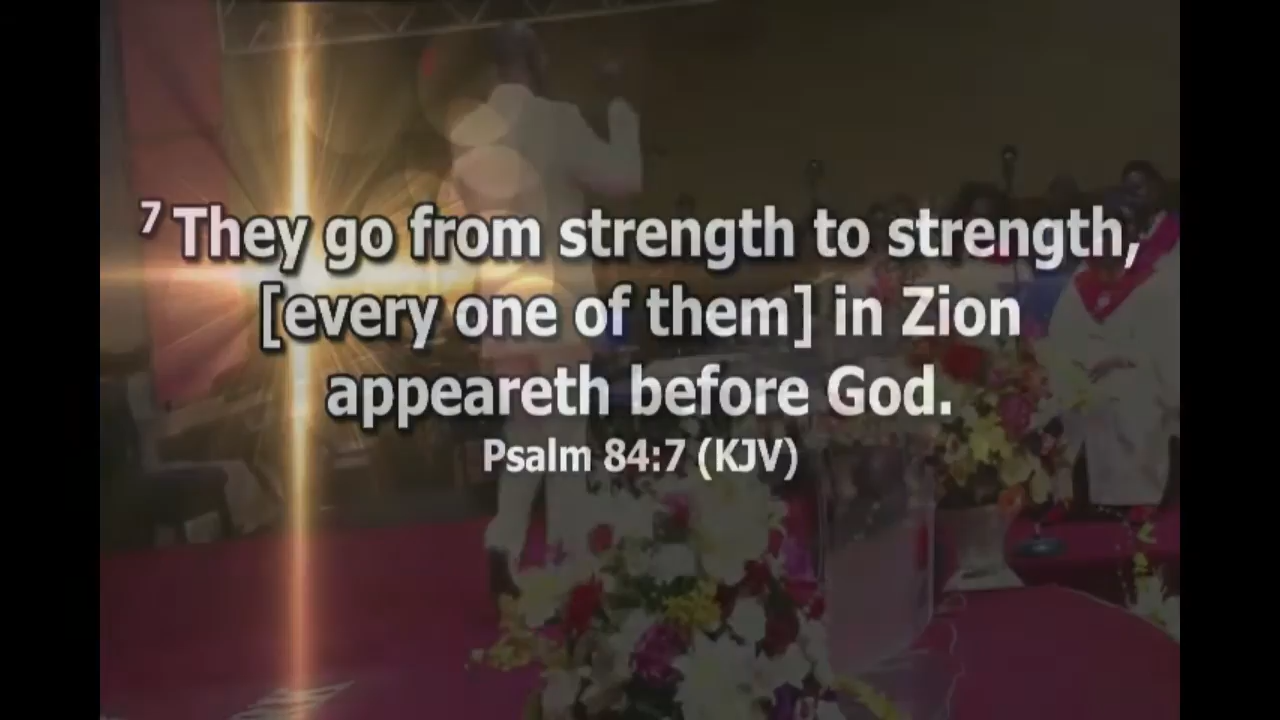 7 They go from strength to strength,
[every one of them] in Zion
appeareth before God.
Psalm 84:7 (KJV)